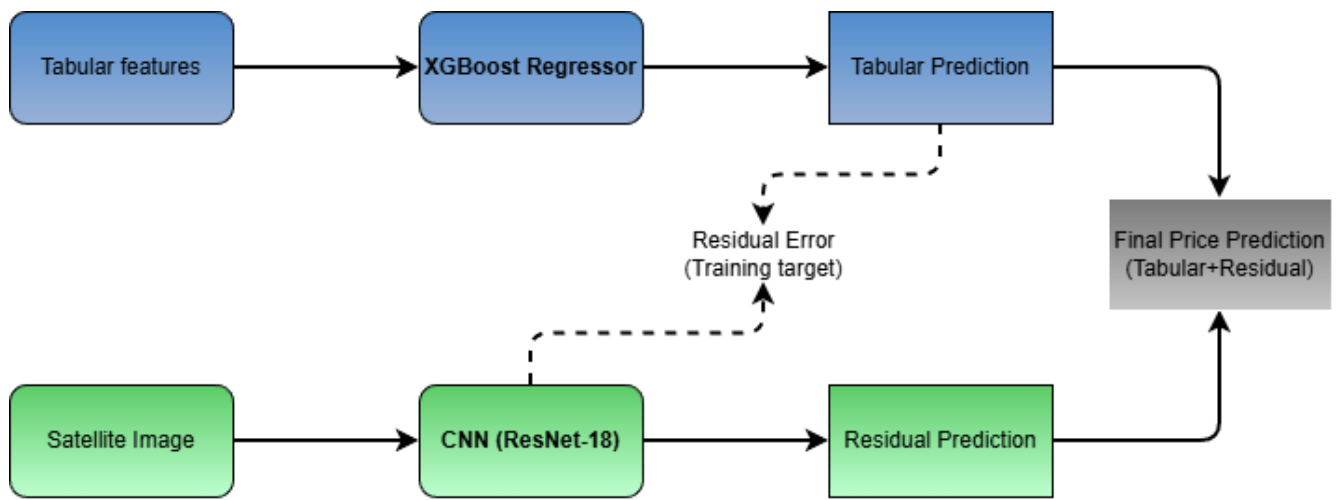 Tabular features
XGBoost Regressor
Tabular Prediction
Residual Error
(Training target)
Final Price Prediction
(Tabular+Residual)
Satellite Image
CNN (ResNet-18)
Residual Prediction